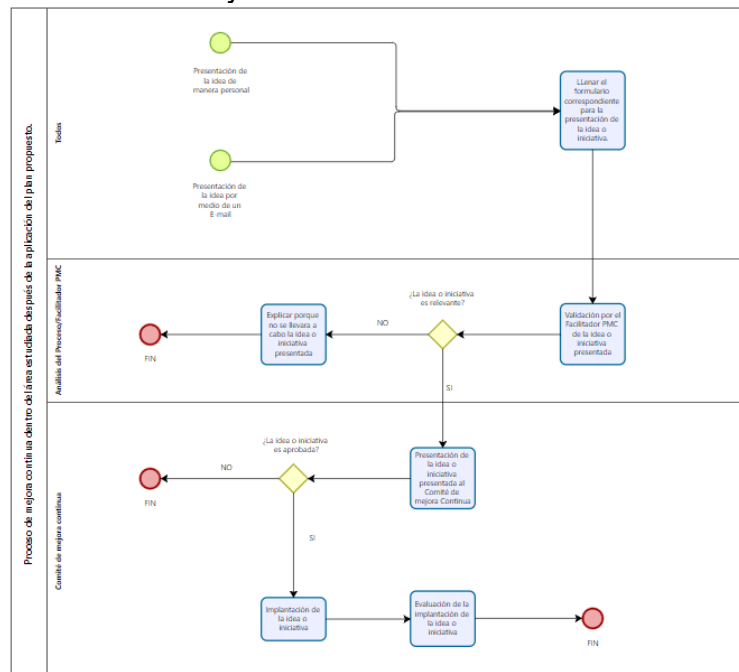 Proceso de mejora continua dentro del área estudiada después de la aplicación del plan propuesto.
Todos
Presentación de
la idea de
manera personal
LLenar el
formulario
correspondiente
para la
presentación de
la idea o
iniciativa.
Presentación de
la idea por
medio de un
E-mail
Análisis del Proceso/Facilitador PMC
¿La idea o iniciativa
es relevante?
Explicar porque
no se llevara a
cabo la idea o
iniciativa
presentada
NO
Validación por el
Facilitador PMC
de la idea o
iniciativa
presentada
FIN
SI
Comité de mejora continua
¿La idea o iniciativa
es aprobada?
Presentación de
la idea o
iniciativa
presentada al
Comité de
mejora Continua
NO
FIN
SI
Implantación de
la idea o
iniciativa
Evaluación de la
implantación de
la idea o
iniciativa
FIN